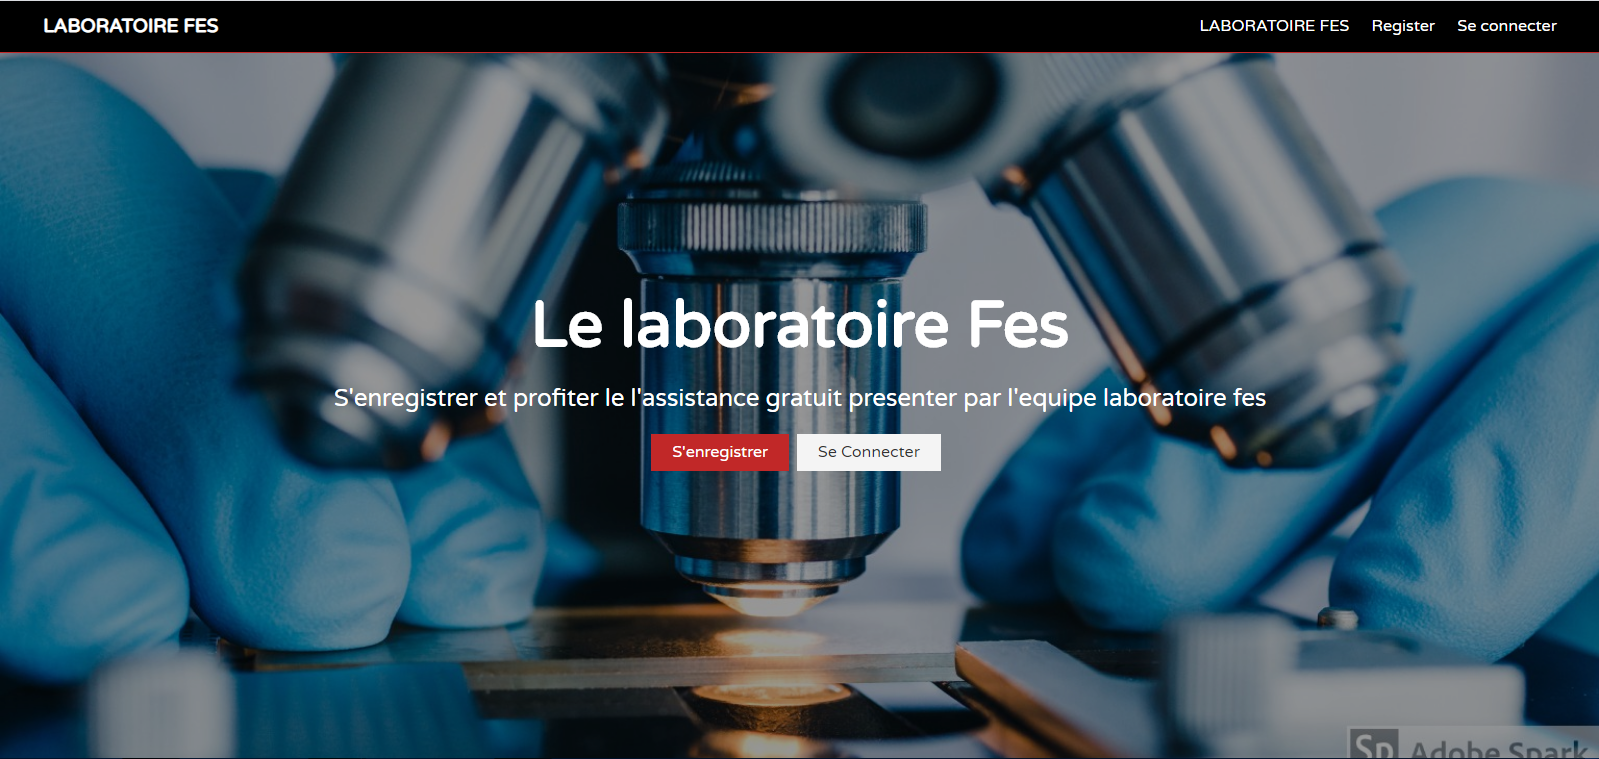 LABORATOIRE FES
LABORATOIRE FES Register Se connecter
Le laboratoire Fes
S'enregistrer et profiter le l'assistance gratuit presenter par l'equipe laboratoire fes
S'enregistrer Se Connecter
Sp Adobe Spark